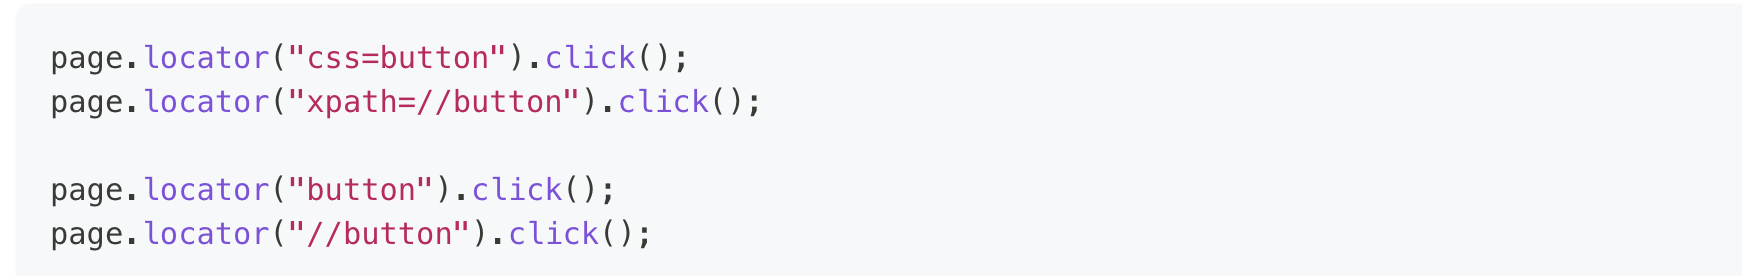 page.locator("css=button").click();
page.locator("xpath=//button").click();
page.locator("button").click();
page.locator("//button").click();